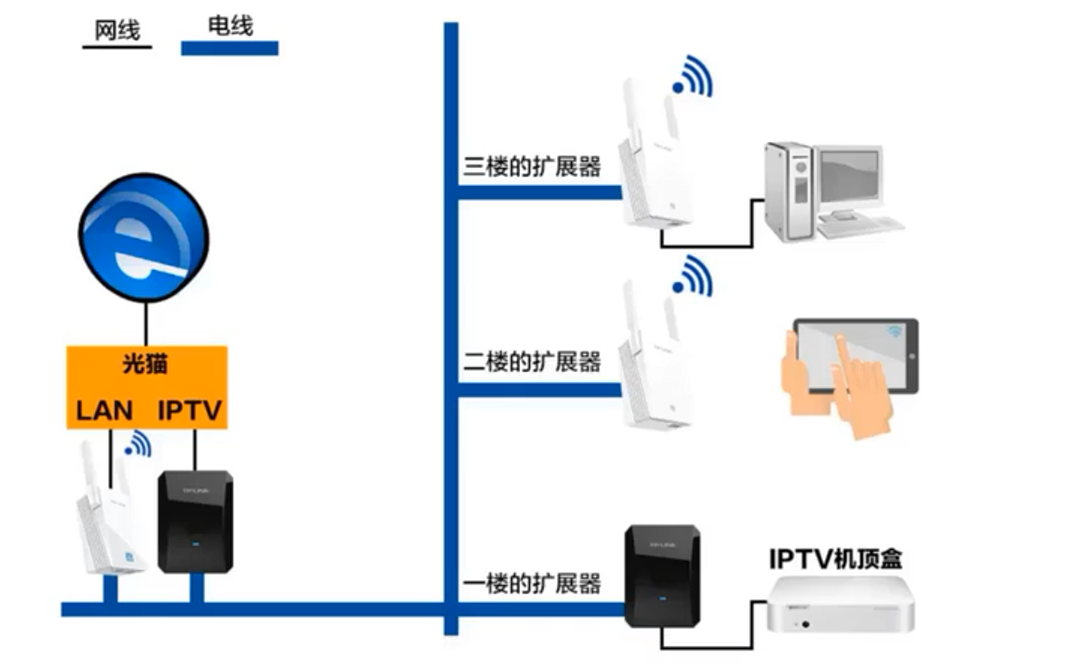 网线
电线
三楼的扩展器
二楼的扩展器
光猫
LAN IPTV
TP-LINK
一楼的扩展器
TP-LINK
IPTV机顶盒